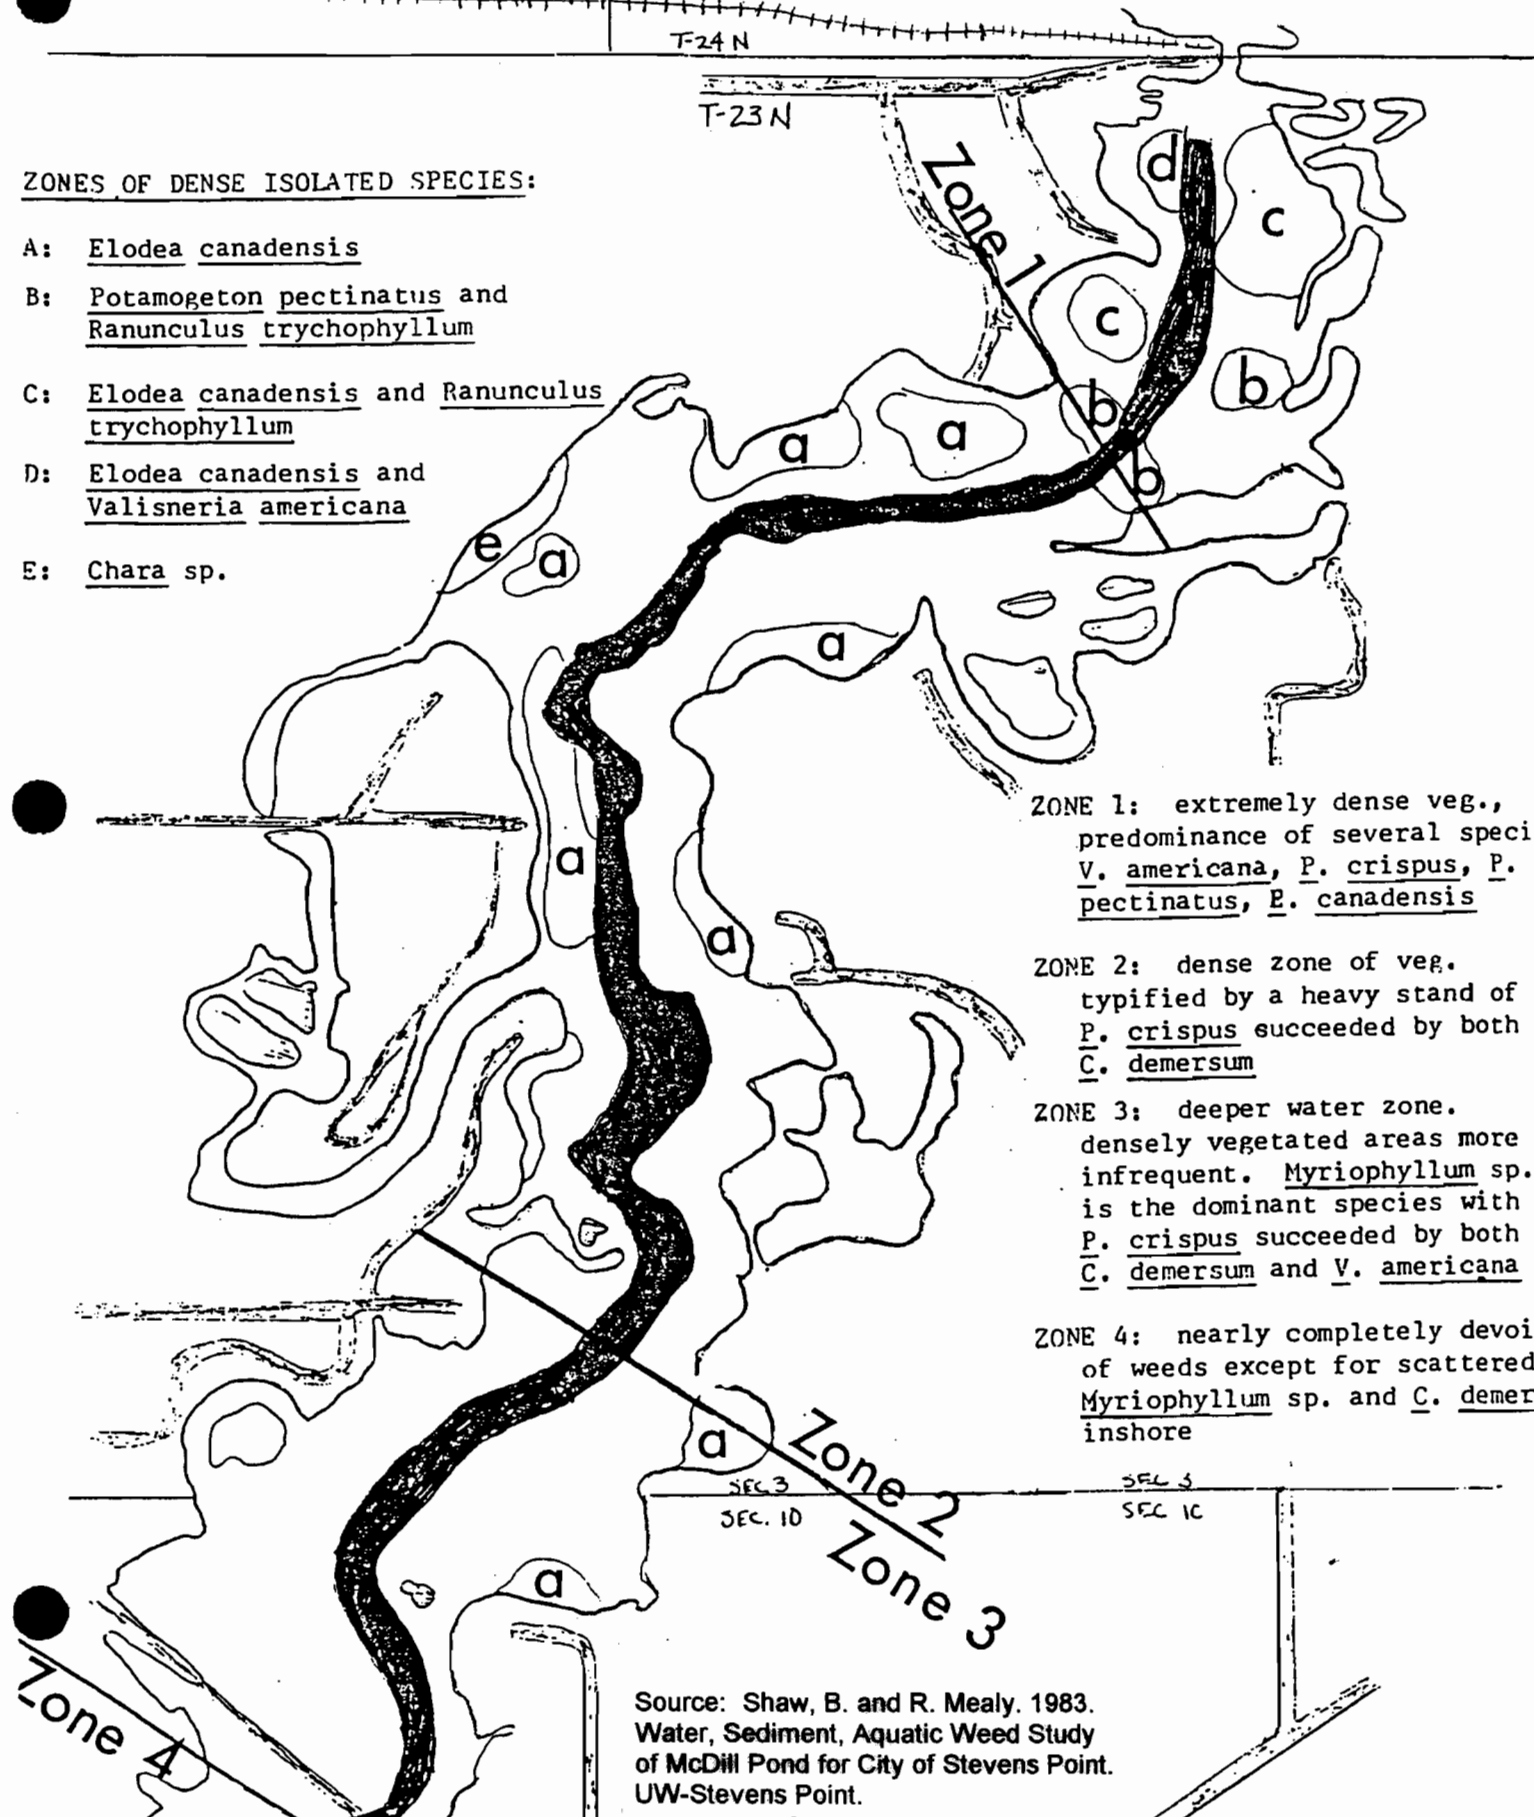 T-24 N
T-23 N
ZONES OF DENSE ISOLATED SPECIES:
A: Elodea canadensis
B: Potamogeton pectinatus and
Ranunculus trychophyllum
C: Elodea canadensis and Ranunculus
trychophyllum
D: Elodea canadensis and
Valisneria americana
E: Chara sp.
Zone 1
d
c
c
b
b
b
a
a
e
a
a
a
a
ZONE 1: extremely dense veg.,
predominance of several speci
V. americana, P. crispus, P.
pectinatus, E. canadensis
ZONE 2: dense zone of veg.
typified by a heavy stand of
P. crispus succeeded by both
C. demersum
ZONE 3: deeper water zone.
densely vegetated areas more
infrequent. Myriophyllum sp.
is the dominant species with
P. crispus succeeded by both
C. demersum and V. americana
ZONE 4: nearly completely devoi
of weeds except for scattered
Myriophyllum sp. and C. demer
inshore
a
Zone 2
Zone 3
SEC 3
SEC. 10
SEC 3
SEC 10
a
Zone 4
Source: Shaw, B. and R. Mealy. 1983.
Water, Sediment, Aquatic Weed Study
of McDill Pond for City of Stevens Point.
UW-Stevens Point.